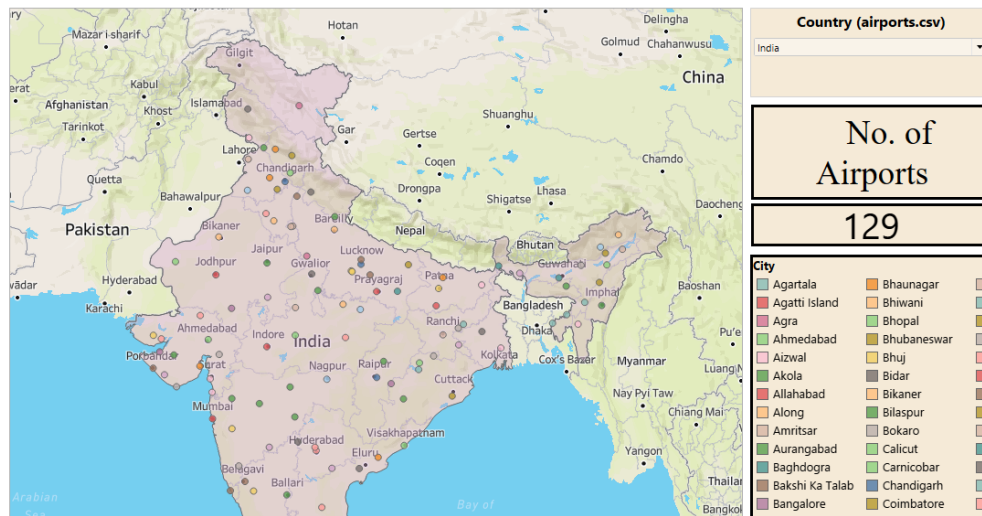 Mazar-i-sharif
Hotan
Delingha
Golmud
Chahanwusu
Gilgit
China
Kabul
Islamabad
Afghanistan
Khost
Shuanghu
Tarinkot
Gar
Gertse
Lahore
Coqen
Chamdo
Chandigarh
Quetta
Drongpa
Lhasa
Bahawalpur
Shigatse
Daocheng
Bareilly
Pakistan
Bikaner
Nepal
Bhutan
Jaipur
Lucknow
Guwahati
Jodhpur
Gwalior
Prayagraj
Patna
Hyderabad
Imphal
Baoshan
Karachi
Bangladesh
Ranchi
Dhaka
Ahmedabad
Indore
India
Kolkata
Cox's Bazar
Myanmar
Porbandar
Surat
Nagpur
Raipur
Cuttack
Nay Pyi Taw
Mumbai
Chiang Mai
Visakhapatnam
Hyderabad
Eluru
Yangon
Belagavi
Ballari
Arabian
Sea
Bay of
Country (airports.csv)
India
No. of
Airports
129
City
Agartala
Agatti Island
Agra
Ahmedabad
Aizwal
Akola
Allahabad
Along
Amritsar
Aurangabad
Baghdogra
Bakshi Ka Talab
Bangalore
Bhaunagar
Bhiwani
Bhopal
Bhubaneswar
Bhuj
Bidar
Bikaner
Bilaspur
Bokaro
Calicut
Carnicobar
Chandigarh
Coimbatore